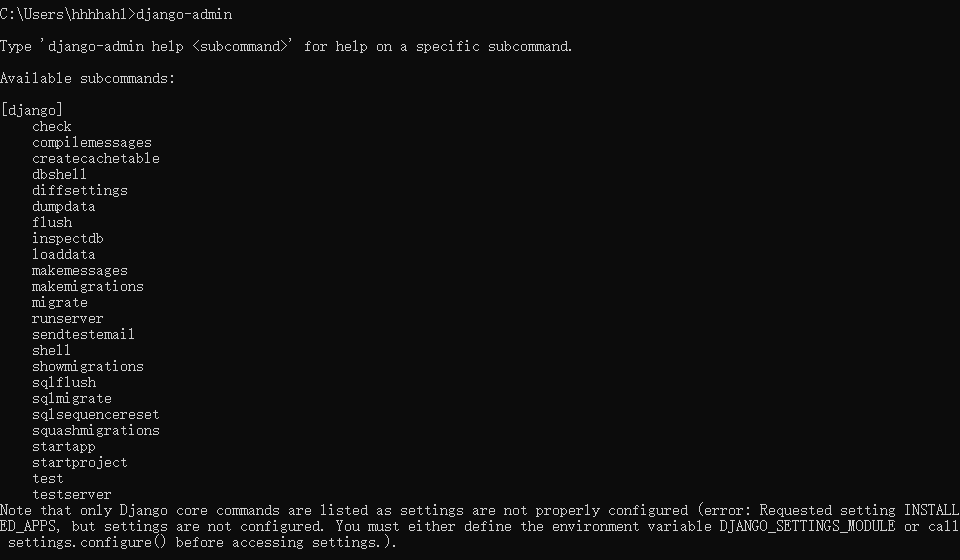 C:\Users\hhhhahl>django-admin
Type 'django-admin help <subcommand>' for help on a specific subcommand.
Available subcommands:
[django]
check
compilemessages
createcachetable
dbshell
diffsettings
dumpdata
flush
inspectdb
loaddata
makemessages
makemigrations
migrate
runserver
sendtestemail
shell
showmigrations
sqlflush
sqlmigrate
sqlsequencereset
squashmigrations
startapp
startproject
test
testserver
Note that only Django core commands are listed as settings are not properly configured (error: Requested setting INSTALL
ED_APPS, but settings are not configured. You must either define the environment variable DJANGO_SETTINGS_MODULE or call
settings.configure() before accessing settings.).